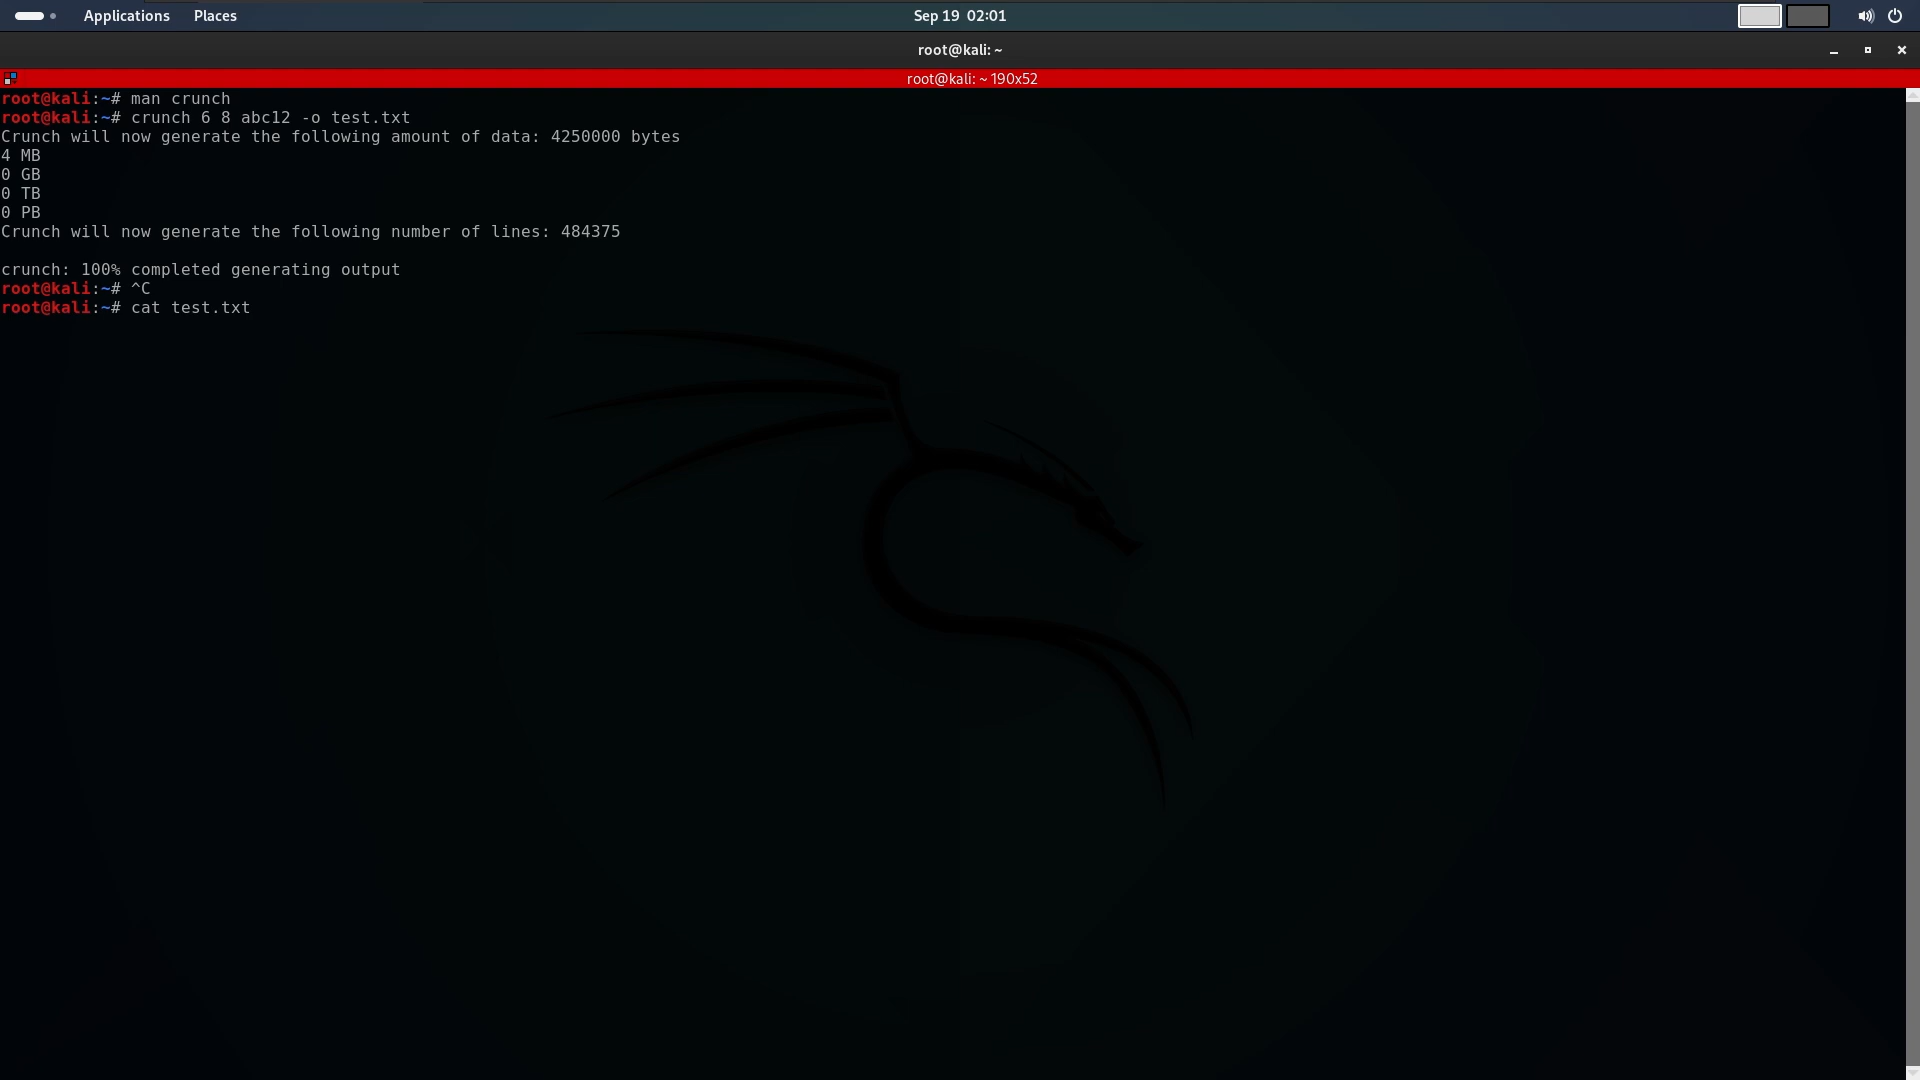 Applications Places Sep 19 02:01
root@kali: ~
root@kali: ~ 190x52
root@kali:~# man crunch
root@kali:~# crunch 6 8 abc12 -o test.txt
Crunch will now generate the following amount of data: 4250000 bytes
4 MB
0 GB
0 TB
0 PB
Crunch will now generate the following number of lines: 484375
crunch: 100% completed generating output
root@kali:~# ^C
root@kali:~# cat test.txt